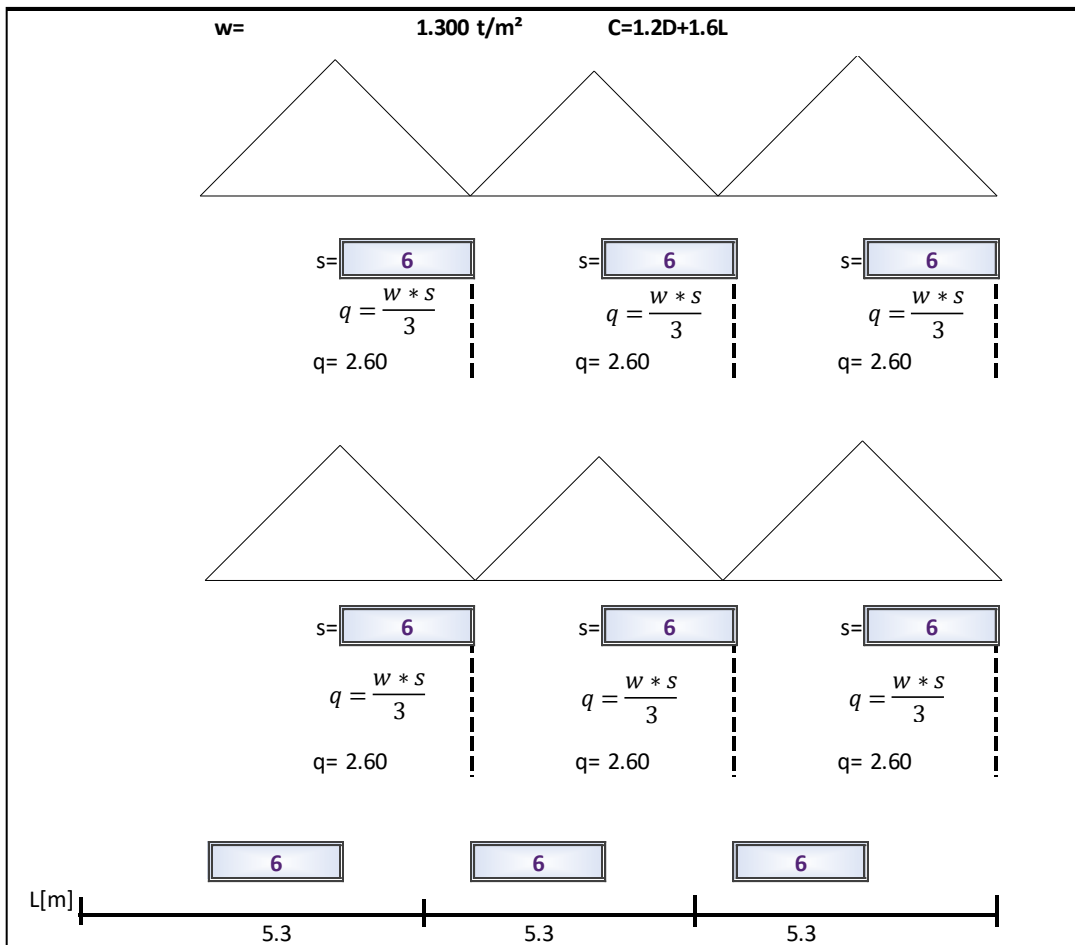 w= 1.300 t/m² C=1.2D+1.6L
s= 6 s= 6 s= 6
q = w * s / 3 q = w * s / 3 q = w * s / 3
q= 2.60 q= 2.60 q= 2.60
s= 6 s= 6 s= 6
q = w * s / 3 q = w * s / 3 q = w * s / 3
q= 2.60 q= 2.60 q= 2.60
6 6 6
L[m]
5.3 5.3 5.3